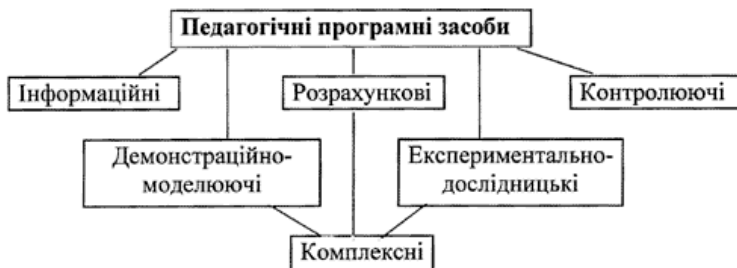 Педагогічні програмні засоби
Інформаційні
Розрахункові
Контролюючі
Демонстраційно-
моделюючі
Експериментально-
дослідницькі
Комплексні